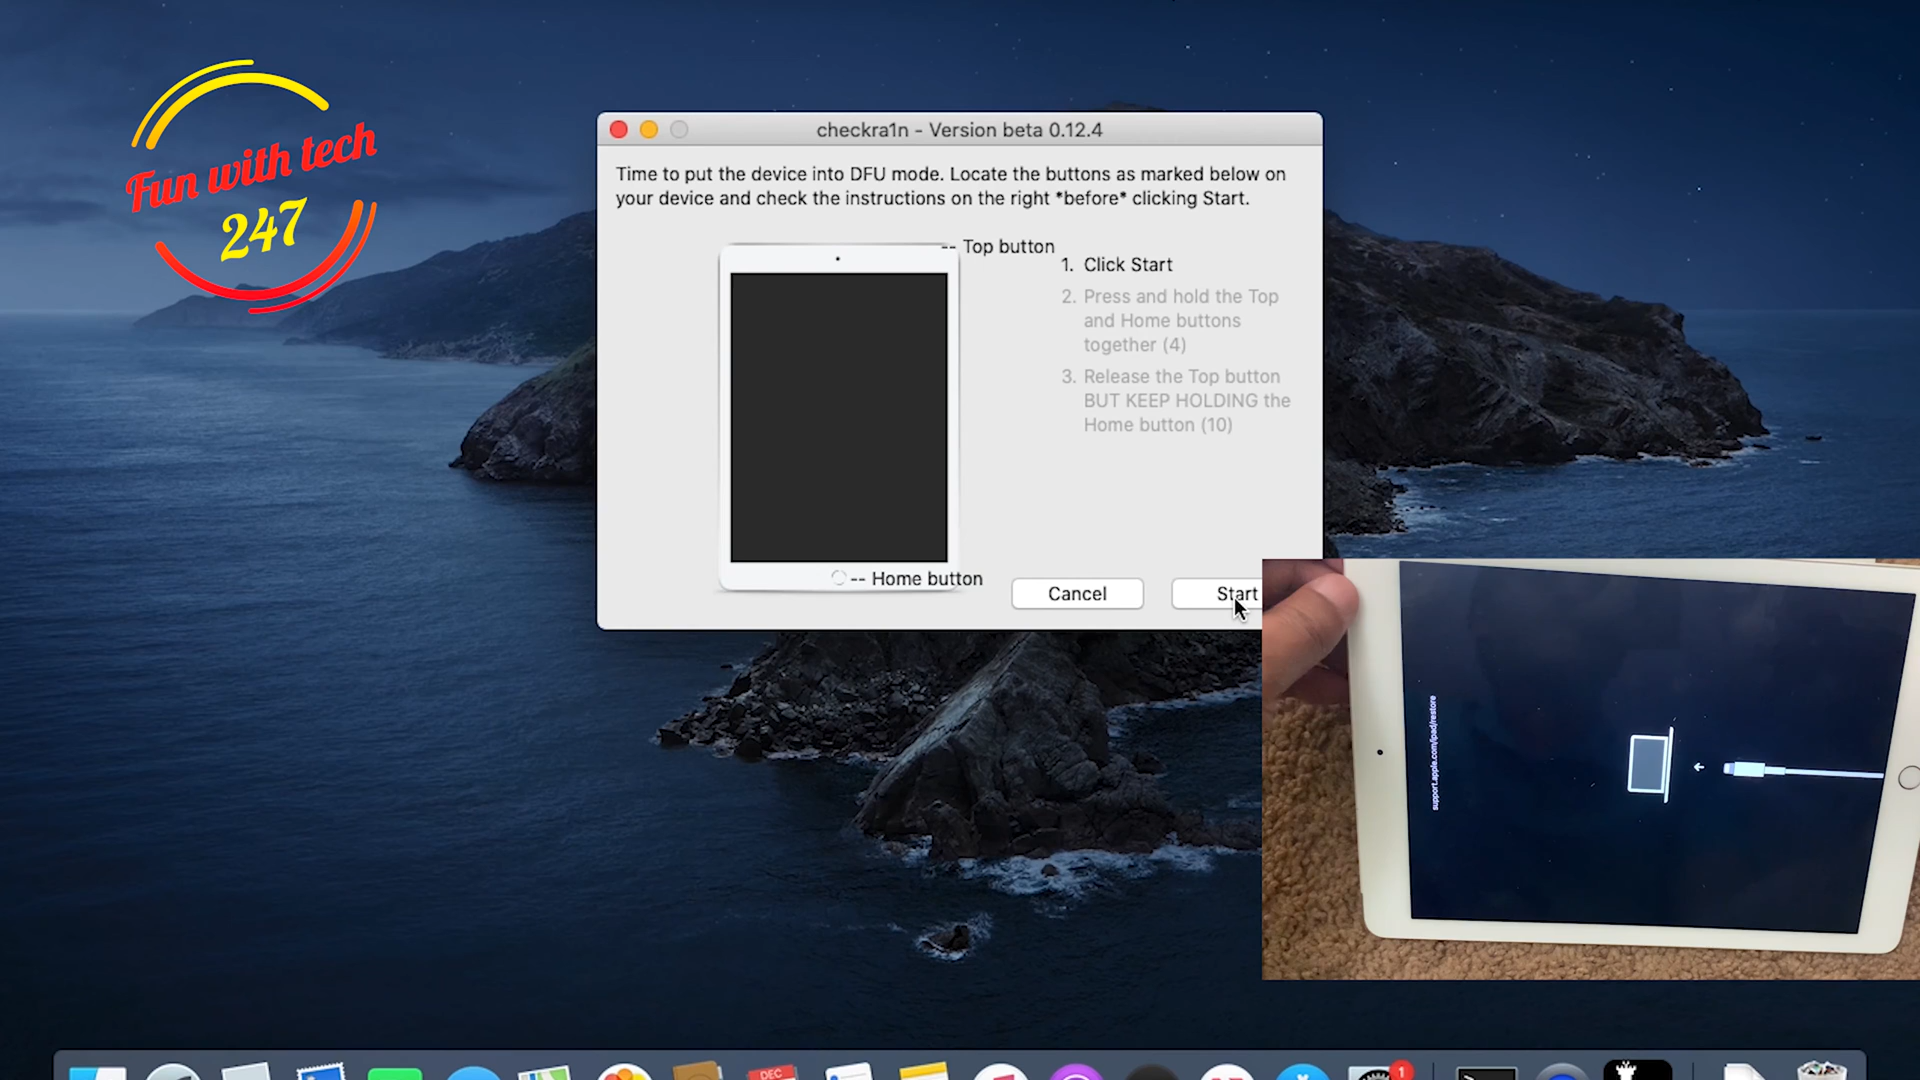 Fun with tech
247
checkra1n - Version beta 0.12.4
Time to put the device into DFU mode. Locate the buttons as marked below on
your device and check the instructions on the right *before* clicking Start.
-- Top button
1. Click Start
2. Press and hold the Top
and Home buttons
together (4)
3. Release the Top button
BUT KEEP HOLDING the
Home button (10)
-- Home button
Cancel
Start
support.apple.com/ipad/restore
DEC
1